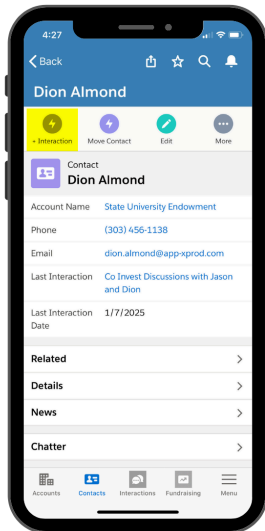 4:27
Back
Dion Almond
+ Interaction
Move Contact
Edit
More
Contact
Dion Almond
Account Name State University Endowment
Phone (303) 456-1138
Email dion.almond@app-xprod.com
Last Interaction Co Invest Discussions with Jason
and Dion
Last Interaction 1/7/2025
Date
Related
Details
News
Chatter
Accounts Contacts Interactions Fundraising Menu